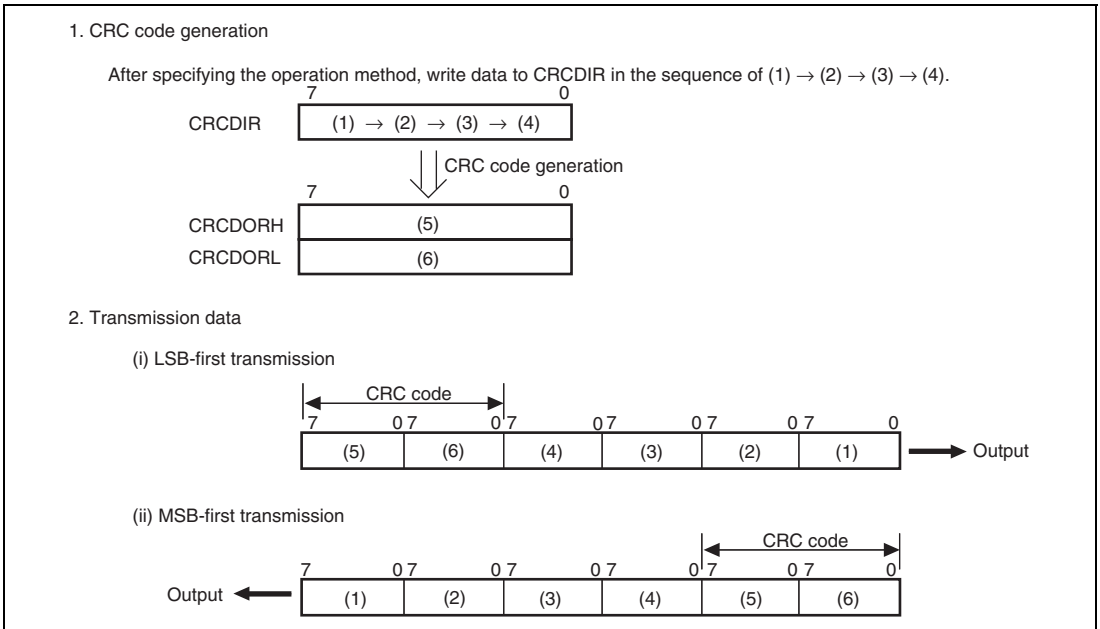 1. CRC code generation
After specifying the operation method, write data to CRCDIR in the sequence of (1) → (2) → (3) → (4).
7 0
CRCDIR (1) → (2) → (3) → (4)
CRC code generation
7 0
CRCDORH (5)
CRCDORL (6)
2. Transmission data
(i) LSB-first transmission
CRC code
7 0 7 0 7 0 7 0 7 0 7 0
(5) (6) (4) (3) (2) (1) Output
(ii) MSB-first transmission
CRC code
7 0 7 0 7 0 7 0 7 0 7 0
Output (1) (2) (3) (4) (5) (6)